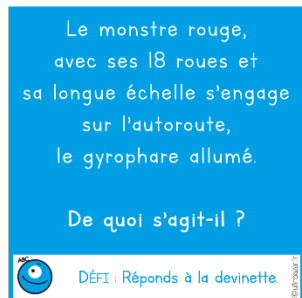 Le monstre rouge,
avec ses 18 roues et
sa longue échelle s'engage
sur l'autoroute,
le gyrophare allumé.
De quoi s'agit-il ?
ABC
DÉFI : Réponds à la devinette.